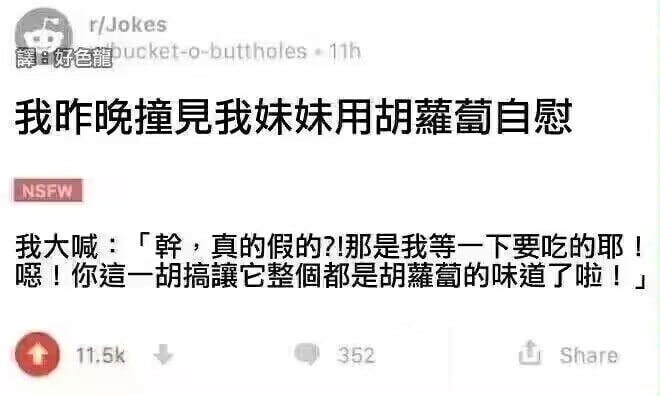 r/Jokes
譯：好色龍
bucket-o-buttholes • 11h
我昨晚撞見我妹妹用胡蘿蔔自慰
NSFW
我大喊：「幹，真的假的?!那是我等一下要吃的耶！
噁！你這一胡搞讓它整個都是胡蘿蔔的味道了啦！」
11.5k 352 Share